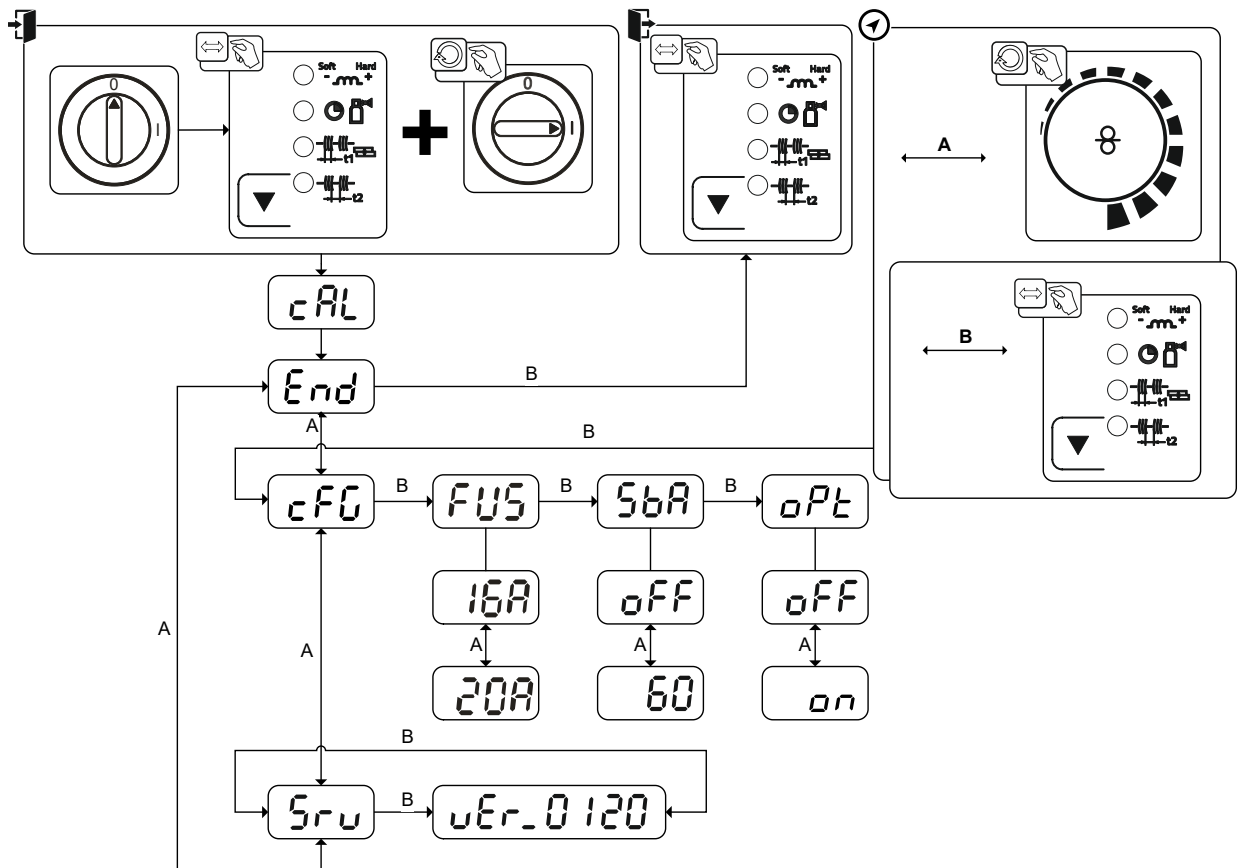 0
I
Soft Hard
- +
t1
t2
0
I
Soft Hard
- +
t1
t2
A
Soft Hard
- +
t1
t2
B
cAL
End
B
A
B
cFG
B
FUS
B
SbA
B
oPt
16A
oFF
oFF
A
A
A
A
A
20A
60
on
B
Sru
B
vEr_0120